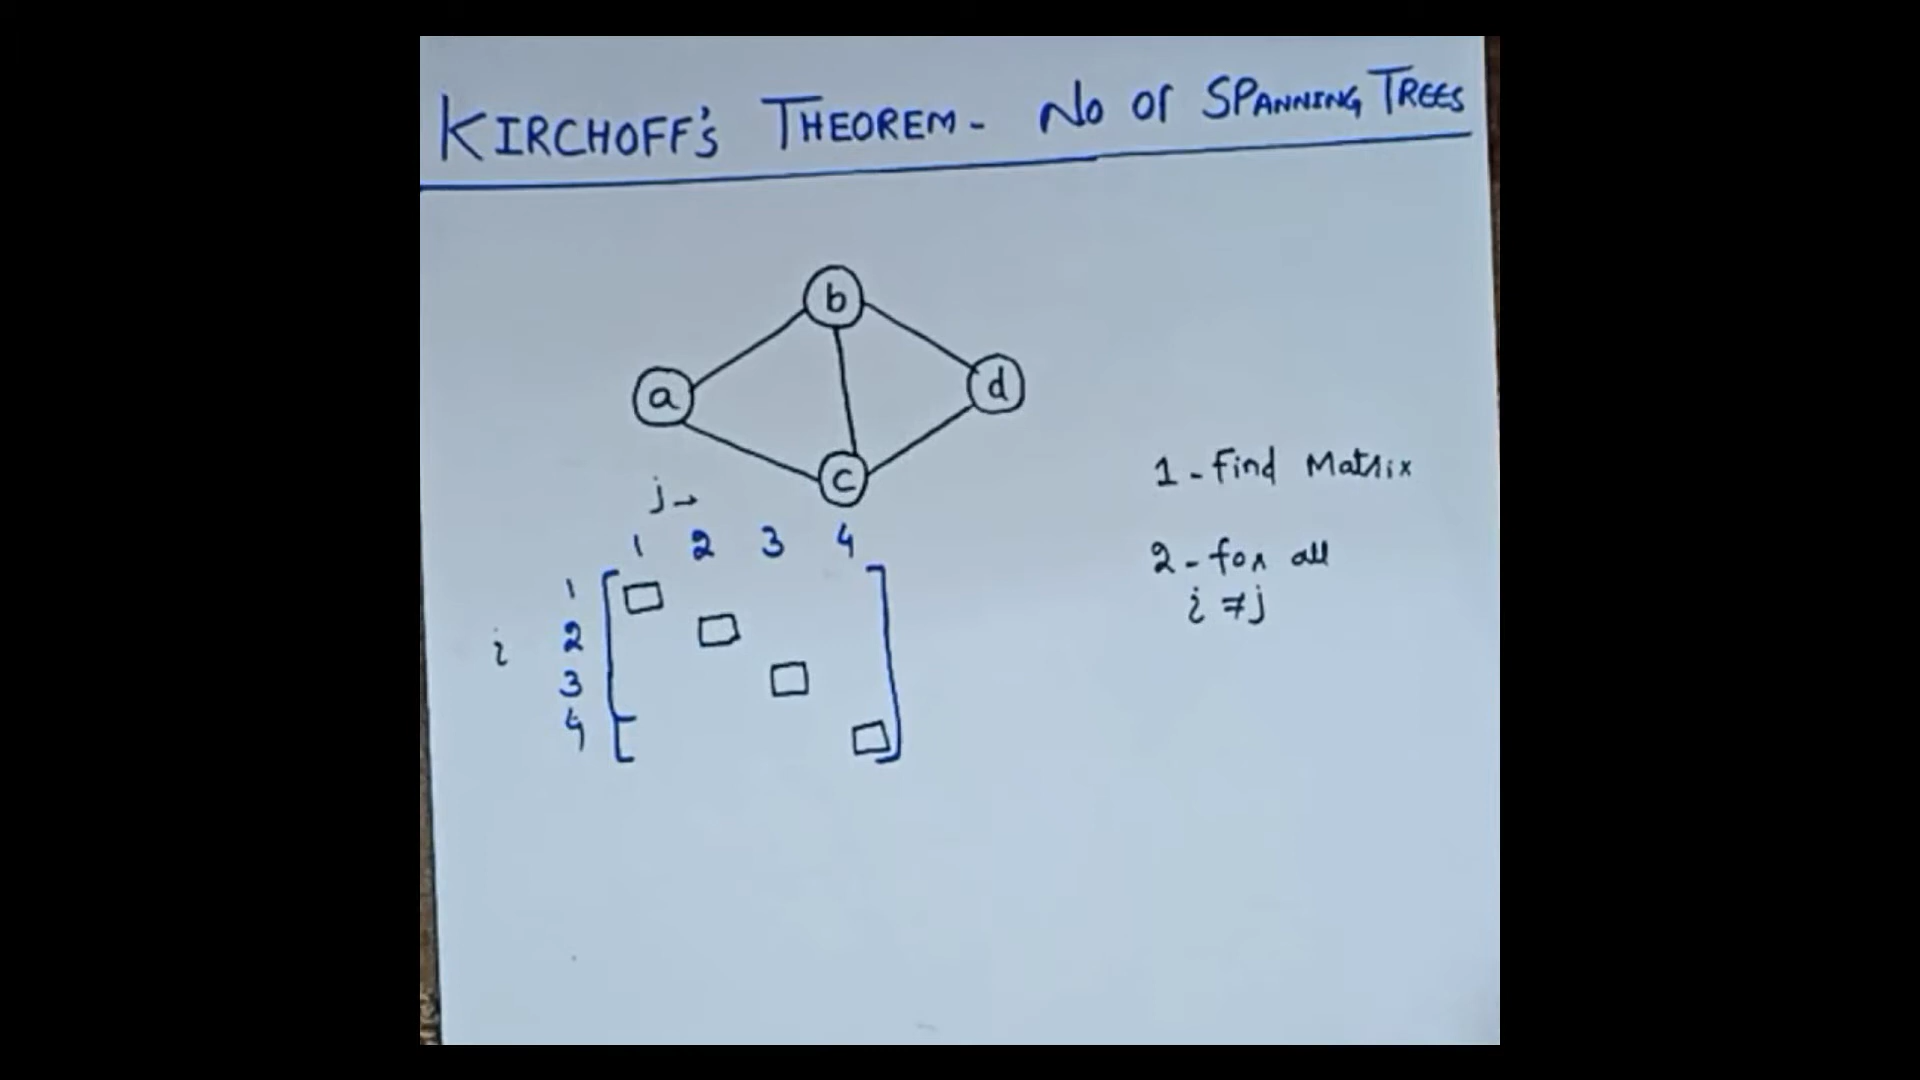 KIRCHOFF's THEOREM - No OF SPANNING TREES
b
a
d
c
j→
1 2 3 4
1
2
i
3
4
1 - Find Matrix
2 - for all
i ≠ j